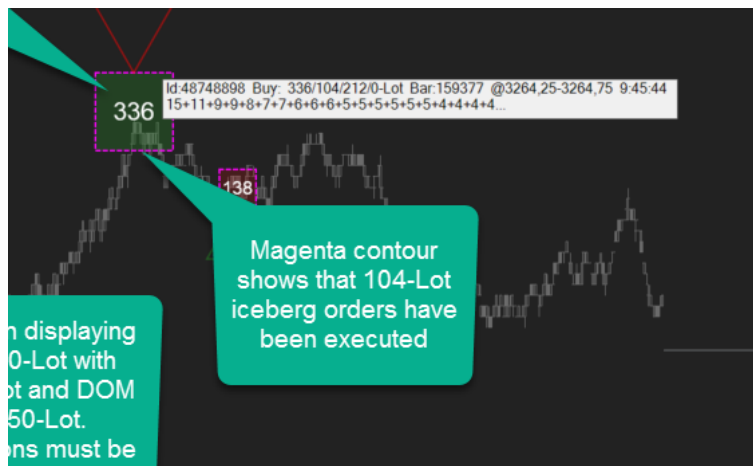 Id:48748898 Buy: 336/104/212/0-Lot Bar:159377 @3264,25-3264,75 9:45:44
15+11+9+9+8+7+7+6+6+6+5+5+5+5+5+5+4+4+4+4...
336
138
Magenta contour
shows that 104-Lot
iceberg orders have
been executed
displaying
0-Lot with
and DOM
50-Lot.
must be